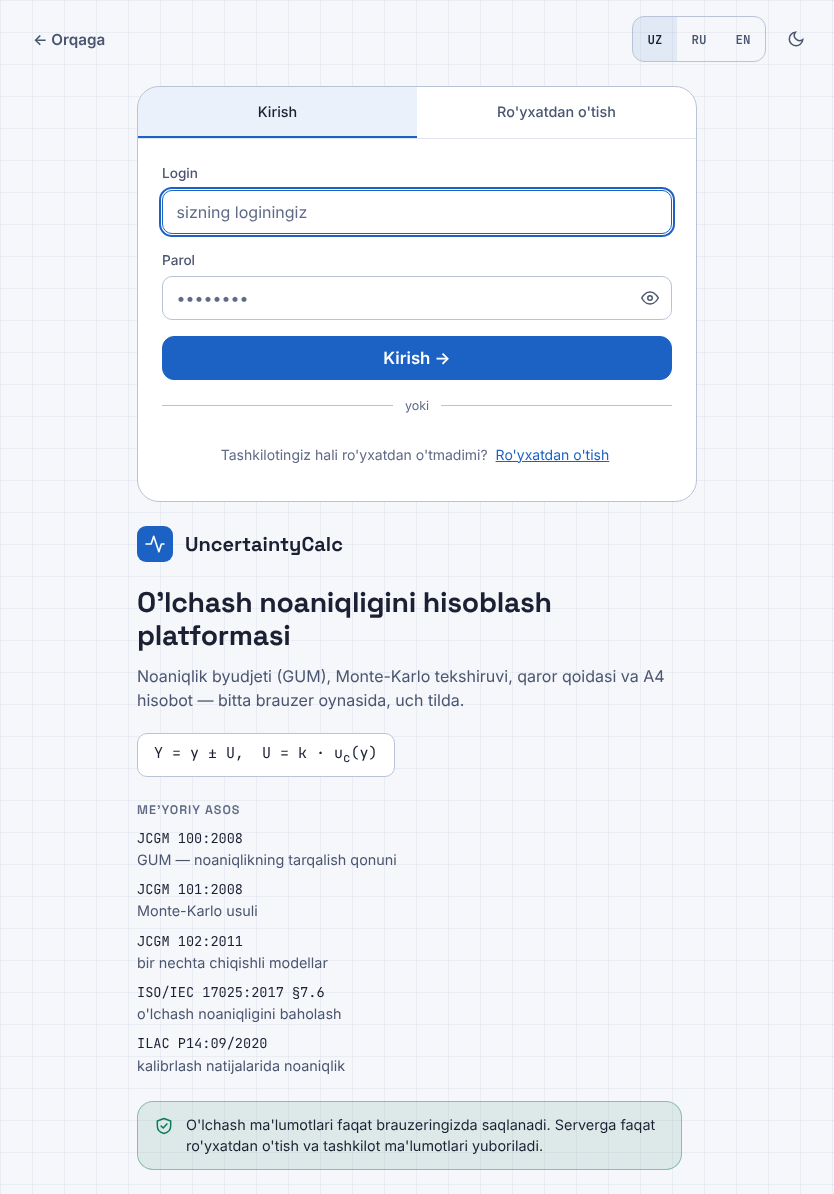 ← Orqaga
UZ RU EN
Kirish
Ro'yxatdan o'tish
Login
sizning loginingiz
Parol
••••••••
Kirish →
yoki
Tashkilotingiz hali ro'yxatdan o'tmadimi? Ro'yxatdan o'tish
UncertaintyCalc
O’lchash noaniqligini hisoblash
platformasi
Noaniqlik byudjeti (GUM), Monte-Karlo tekshiruvi, qaror qoidasi va A4
hisobot — bitta brauzer oynasida, uch tilda.
Y = y ± U, U = k · u_c(y)
ME’YORIY ASOS
JCGM 100:2008
GUM — noaniqlikning tarqalish qonuni
JCGM 101:2008
Monte-Karlo usuli
JCGM 102:2011
bir nechta chiqishli modellar
ISO/IEC 17025:2017 §7.6
o'lchash noaniqligini baholash
ILAC P14:09/2020
kalibrlash natijalarida noaniqlik
O'lchash ma'lumotlari faqat brauzeringizda saqlanadi. Serverga faqat
ro'yxatdan o'tish va tashkilot ma'lumotlari yuboriladi.